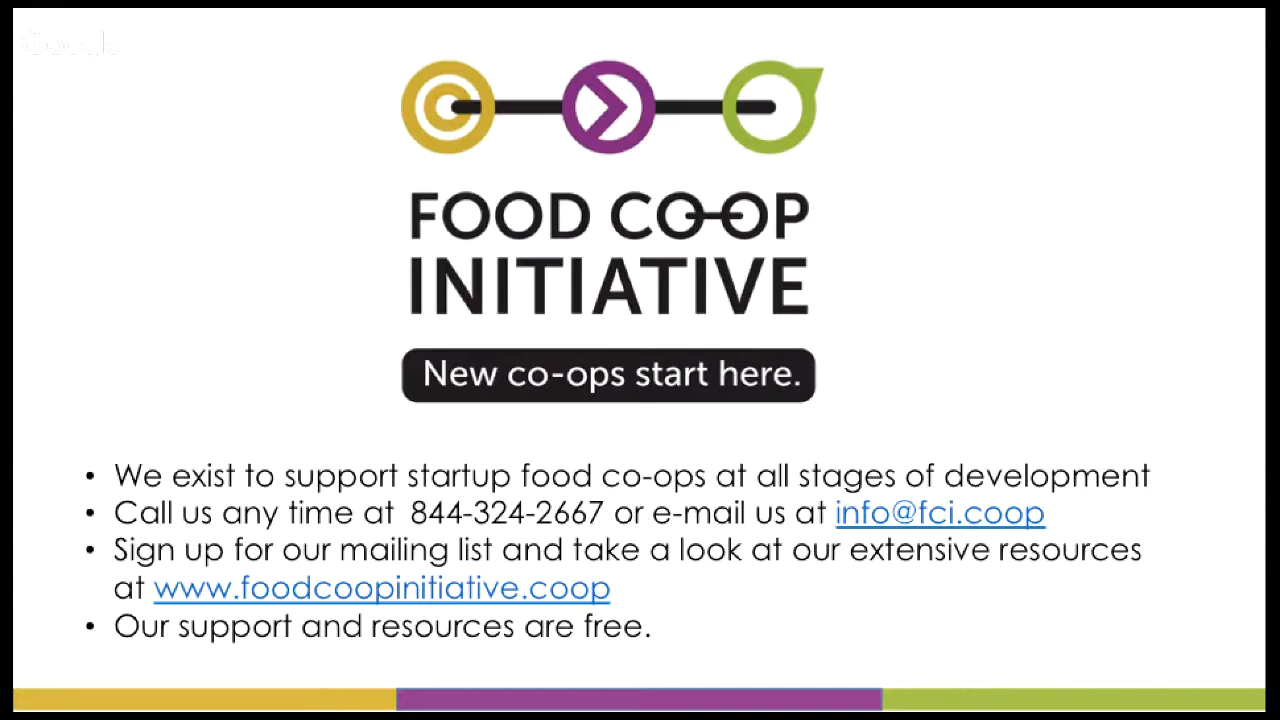 Google
FOOD CO-OP
INITIATIVE
New co-ops start here.
• We exist to support startup food co-ops at all stages of development
• Call us any time at 844-324-2667 or e-mail us at info@fci.coop
• Sign up for our mailing list and take a look at our extensive resources
at www.foodcoopinitiative.coop
• Our support and resources are free.